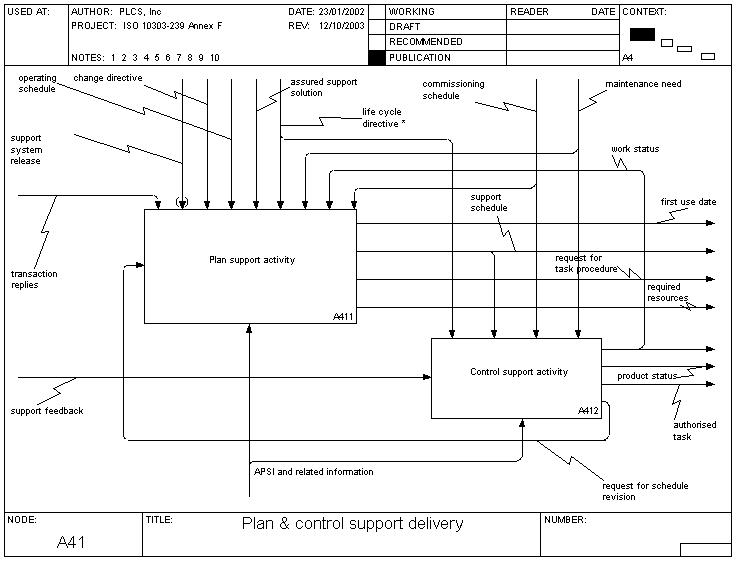 USED AT:
AUTHOR: PLCS, Inc
DATE: 23/01/2002
PROJECT: ISO 10303-239 Annex F
REV: 12/10/2003
NOTES: 1 2 3 4 5 6 7 8 9 10
WORKING
DRAFT
RECOMMENDED
PUBLICATION
READER
DATE
CONTEXT:
A4
operating
schedule
change directive
assured support
solution
life cycle
directive *
commissioning
schedule
maintenance need
support
system
release
work status
support
schedule
first use date
Plan support activity
A411
request for
task procedure
required
resources
transaction
replies
Control support activity
A412
product status
support feedback
authorised
task
APSI and related information
request for schedule
revision
NODE:
A41
TITLE:
Plan & control support delivery
NUMBER: